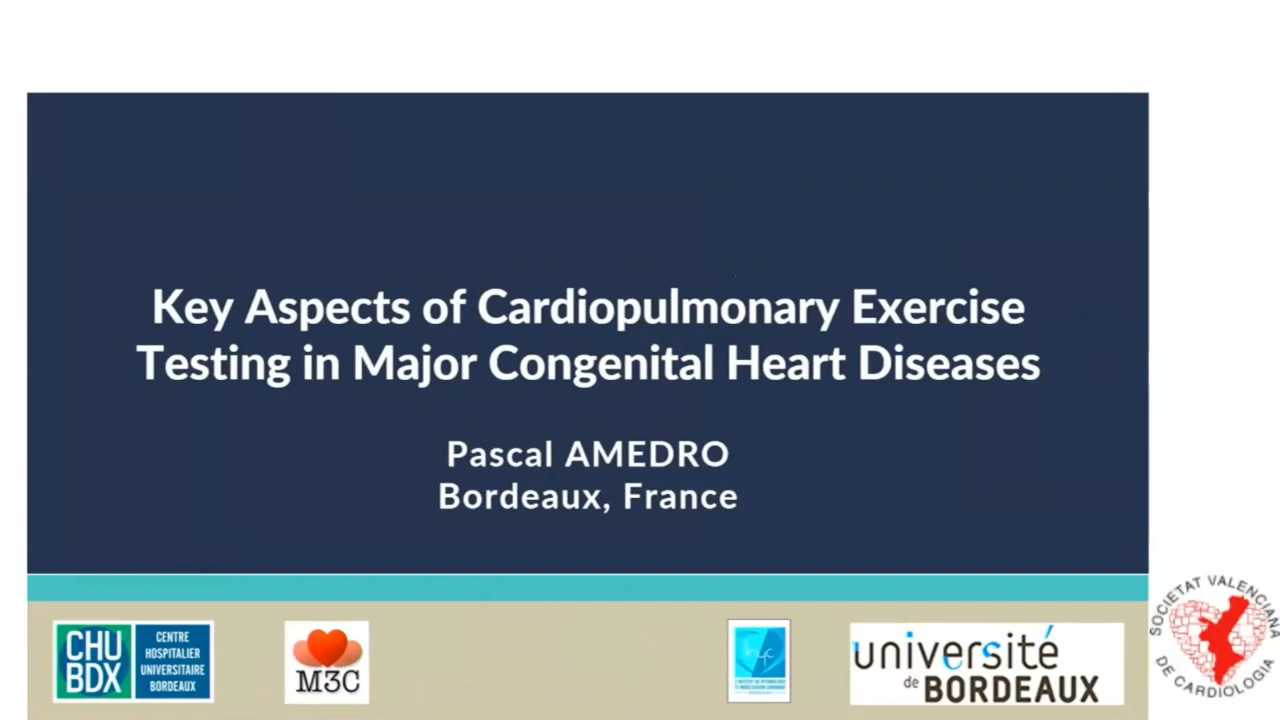 Key Aspects of Cardiopulmonary Exercise
Testing in Major Congenital Heart Diseases
Pascal AMEDRO
Bordeaux, France
CHU
BDX
CENTRE
HOSPITALIER
UNIVERSITAIRE
BORDEAUX
M3C
université
de BORDEAUX
SOCIETAT VALENCIANA
DE CARDIOLOGIA